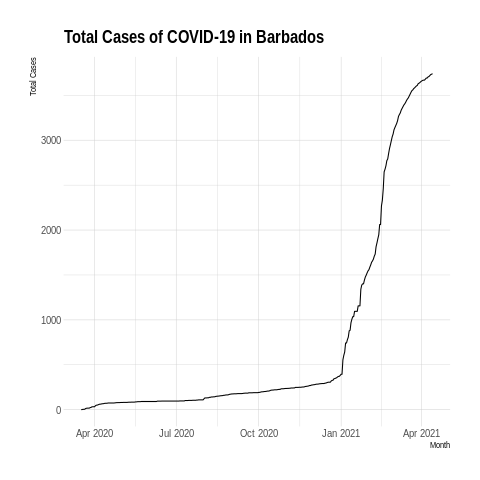 Total Cases of COVID-19 in Barbados
Total Cases
3000
2000
1000
0
Apr 2020 Jul 2020 Oct 2020 Jan 2021 Apr 2021
Month